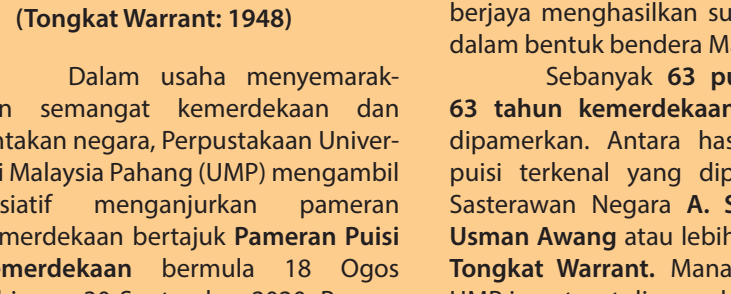 (Tongkat Warrant: 1948)
Dalam usaha menyemarak-
n semangat kemerdekaan dan
ntakan negara, Perpustakaan Univer-
i Malaysia Pahang (UMP) mengambil
siatif menganjurkan pameran
merdekaan bertajuk Pameran Puisi
emerdekaan bermula 18 Ogos
berjaya menghasilkan su
dalam bentuk bendera Ma
Sebanyak 63 pu
63 tahun kemerdekaan
dipamerkan. Antara has
puisi terkenal yang dip
Sasterawan Negara A. S
Usman Awang atau lebih
Tongkat Warrant. Mana